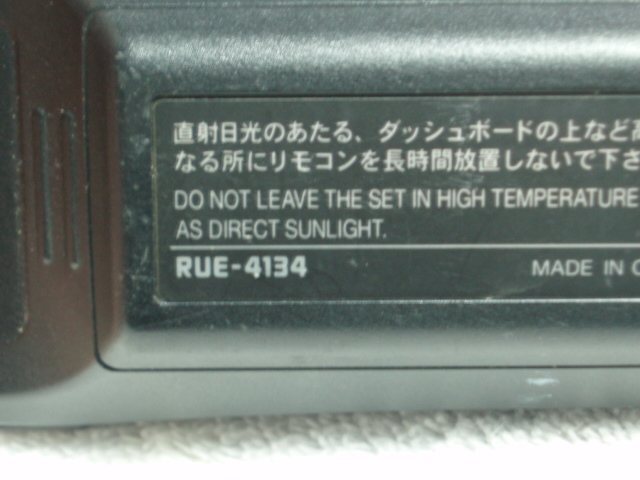 直射日光のあたる、ダッシュボードの上など
なる所にリモコンを長時間放置しないで下さ
DO NOT LEAVE THE SET IN HIGH TEMPERATURE
AS DIRECT SUNLIGHT.
RUE-4134 MADE IN